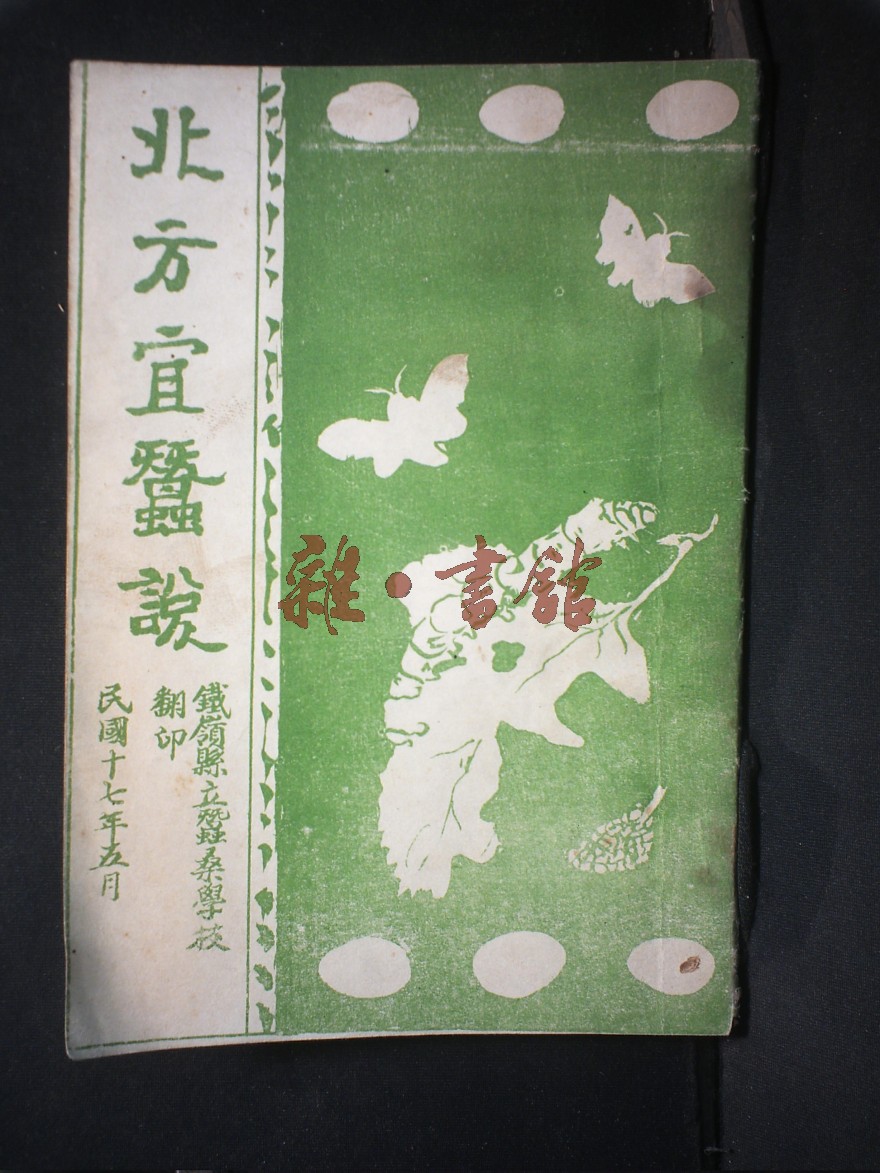 北方宜蠶說
鐵嶺縣立蠶桑學校
翻印
民國十七年五月
雜·書館